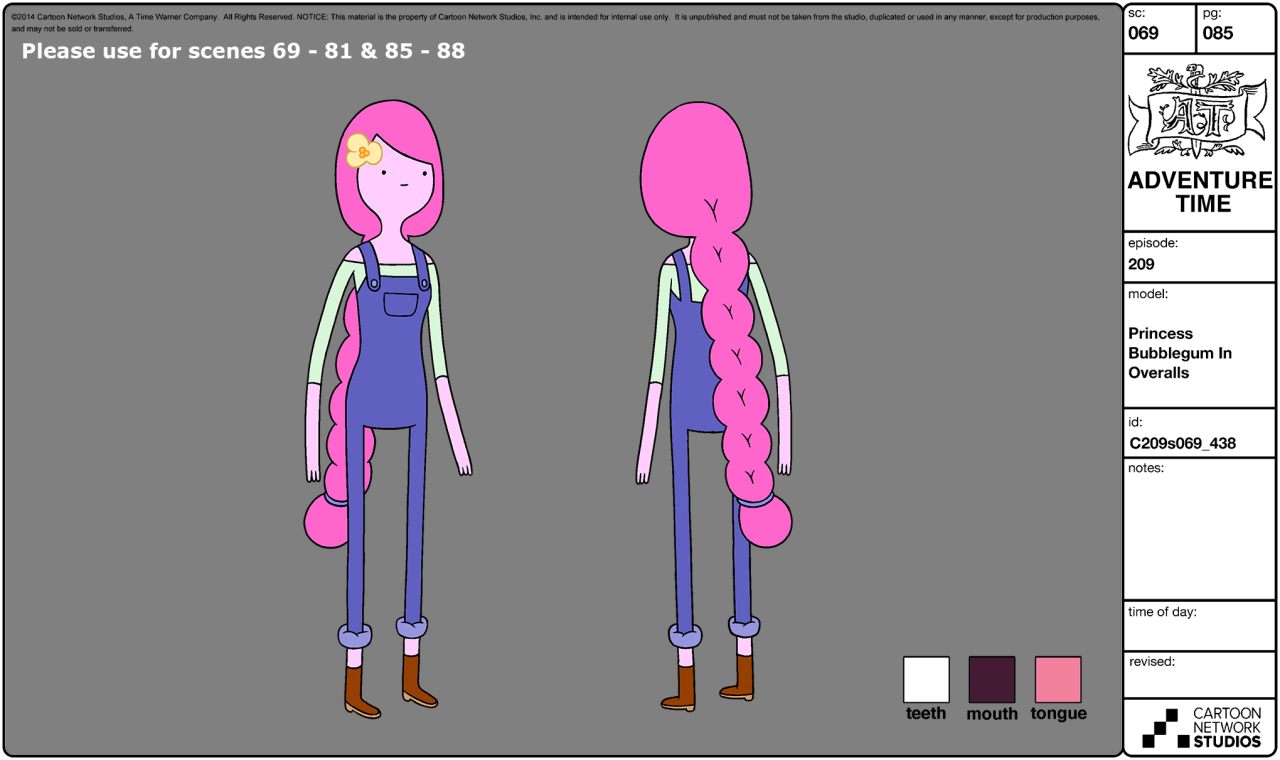 ©2014 Cartoon Network Studios, A Time Warner Company. All Rights Reserved. NOTICE: This material is the property of Cartoon Network Studios, Inc. and is intended for internal use only. It is unpublished and must not be taken from the studio, duplicated or used in any manner, except for production purposes,
and may not be sold or transferred.
Please use for scenes 69 - 81 & 85 - 88
sc:
069
pg:
085
AT
ADVENTURE
TIME
episode:
209
model:
Princess
Bubblegum In
Overalls
id:
C209s069_438
notes:
time of day:
revised:
teeth
mouth
tongue
CARTOON
NETWORK
STUDIOS